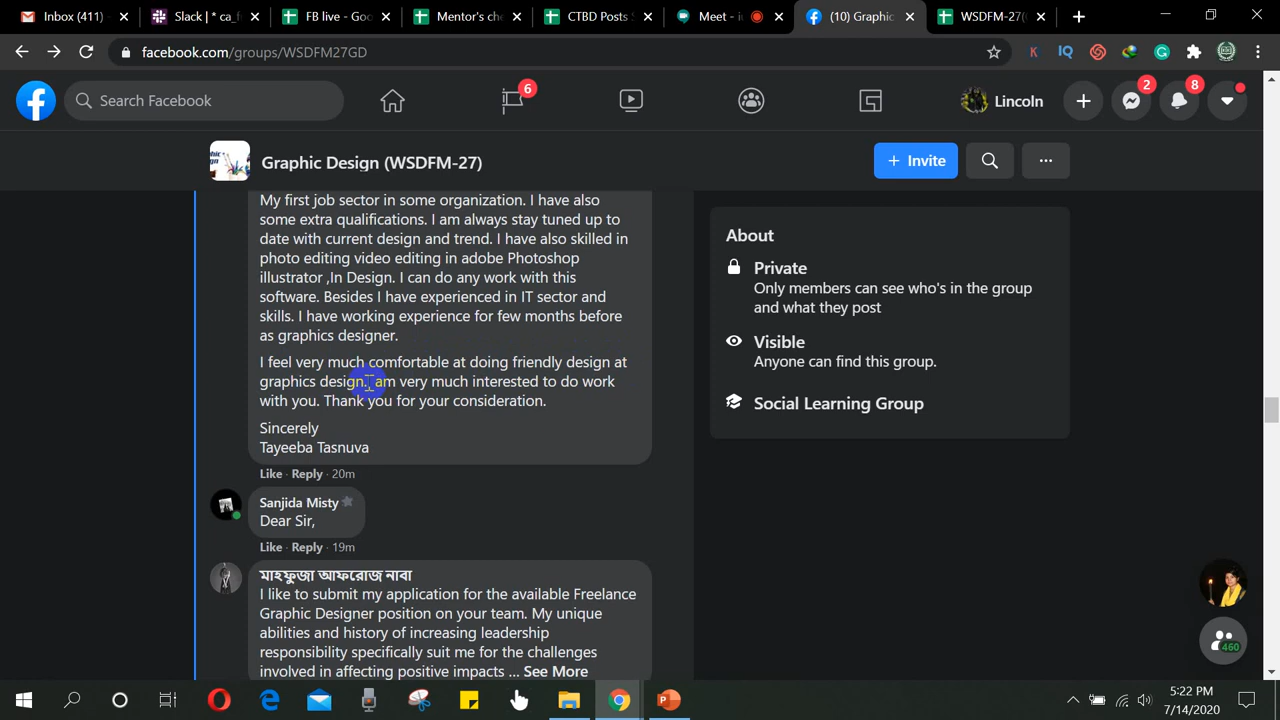 Inbox (411) -
Slack | * ca_f
FB live - Goo
Mentor's che
CTBD Posts S
Meet - iu
(10) Graphic
WSDFM-27(
facebook.com/groups/WSDFM27GD
Search Facebook
6
Lincoln
2
8
Graphic Design (WSDFM-27)
+ Invite
My first job sector in some organization. I have also
some extra qualifications. I am always stay tuned up to
date with current design and trend. I have also skilled in
photo editing video editing in adobe Photoshop
illustrator ,In Design. I can do any work with this
software. Besides I have experienced in IT sector and
skills. I have working experience for few months before
as graphics designer.
I feel very much comfortable at doing friendly design at
graphics design. I am very much interested to do work
with you. Thank you for your consideration.
Sincerely
Tayeeba Tasnuva
Like · Reply · 20m
Sanjida Misty
Dear Sir,
Like · Reply · 19m
মাহফুজা আফরোজ নাবা
I like to submit my application for the available Freelance
Graphic Designer position on your team. My unique
abilities and history of increasing leadership
responsibility specifically suit me for the challenges
involved in affecting positive impacts ... See More
About
Private
Only members can see who's in the group
and what they post
Visible
Anyone can find this group.
Social Learning Group
460
5:22 PM
7/14/2020